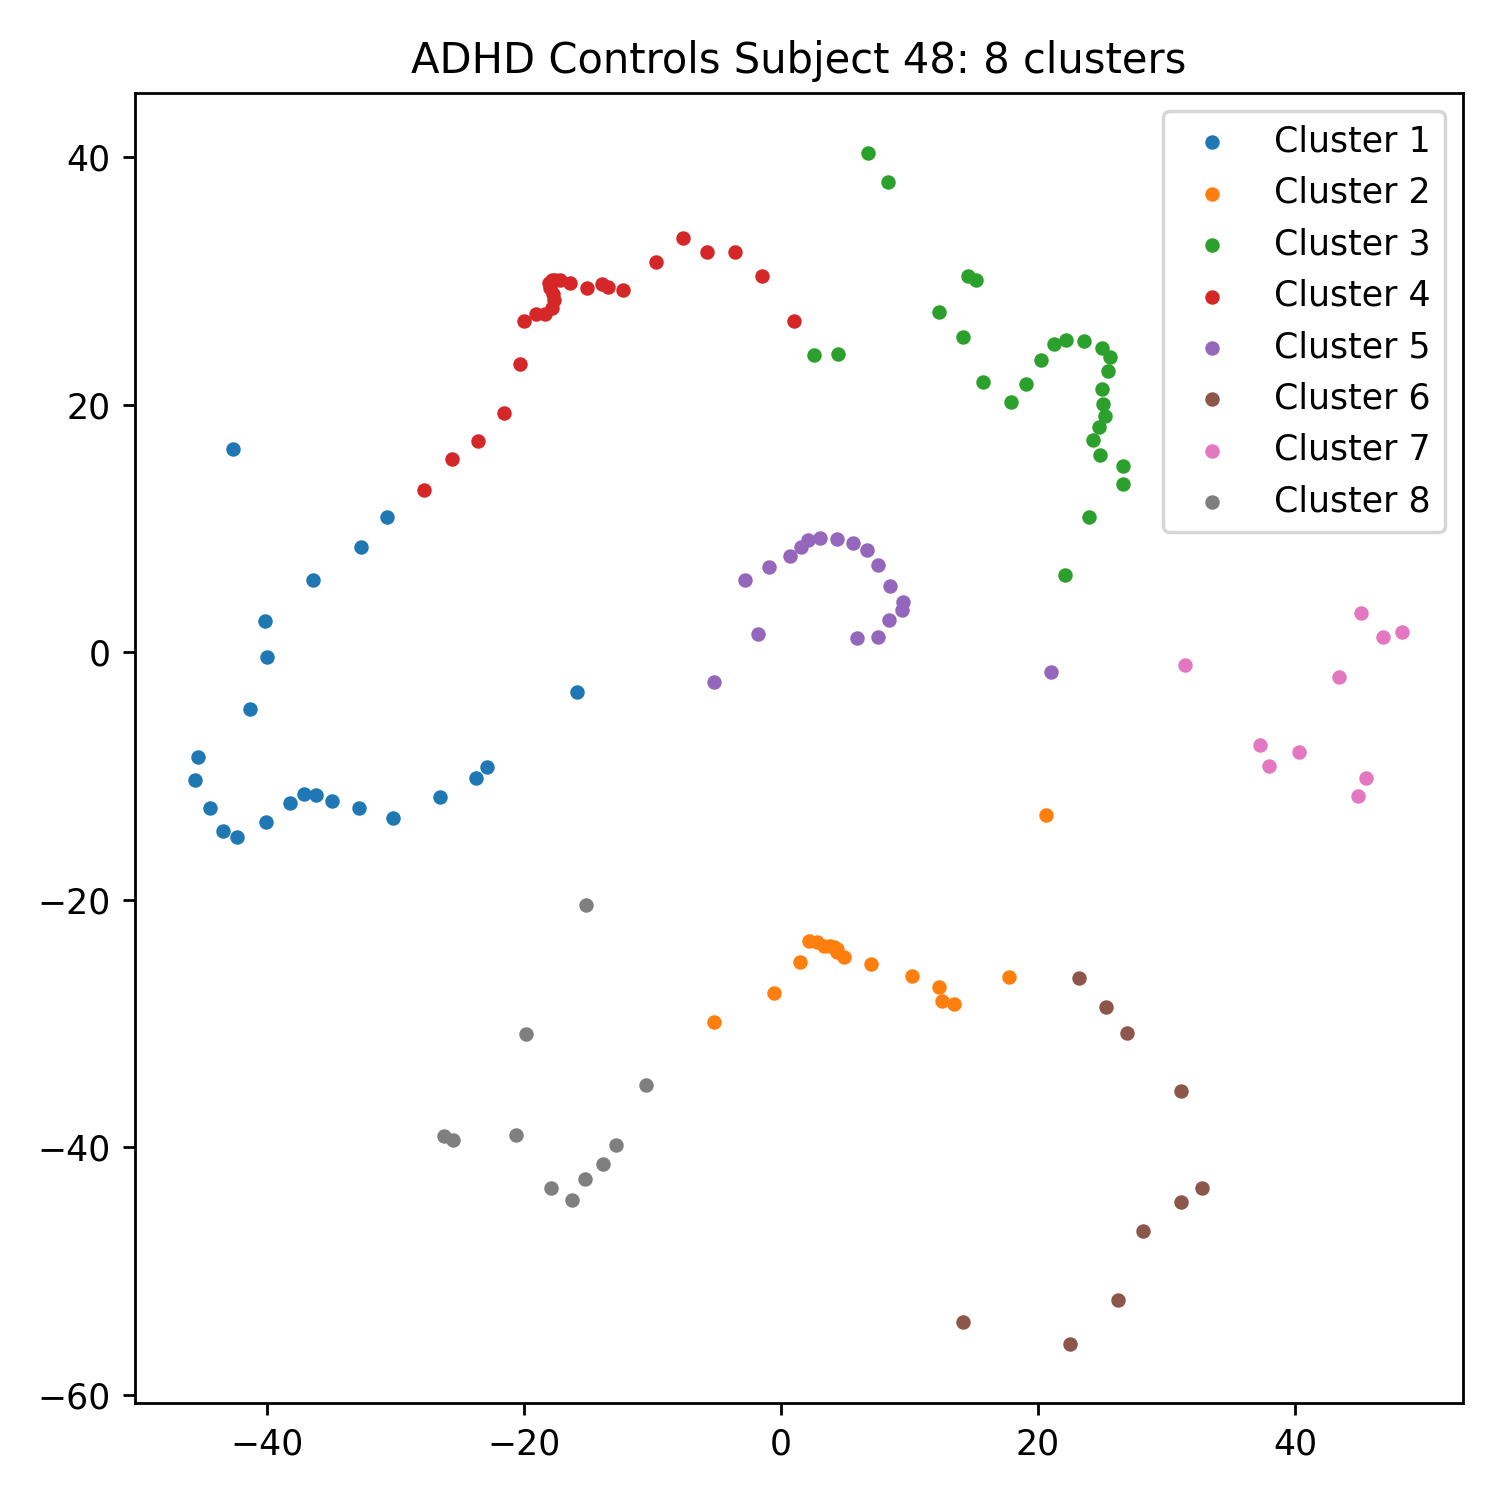 ADHD Controls Subject 48: 8 clusters
Cluster 1
Cluster 2
Cluster 3
Cluster 4
Cluster 5
Cluster 6
Cluster 7
Cluster 8
40
20
0
−20
−40
−60
−40 −20 0 20 40